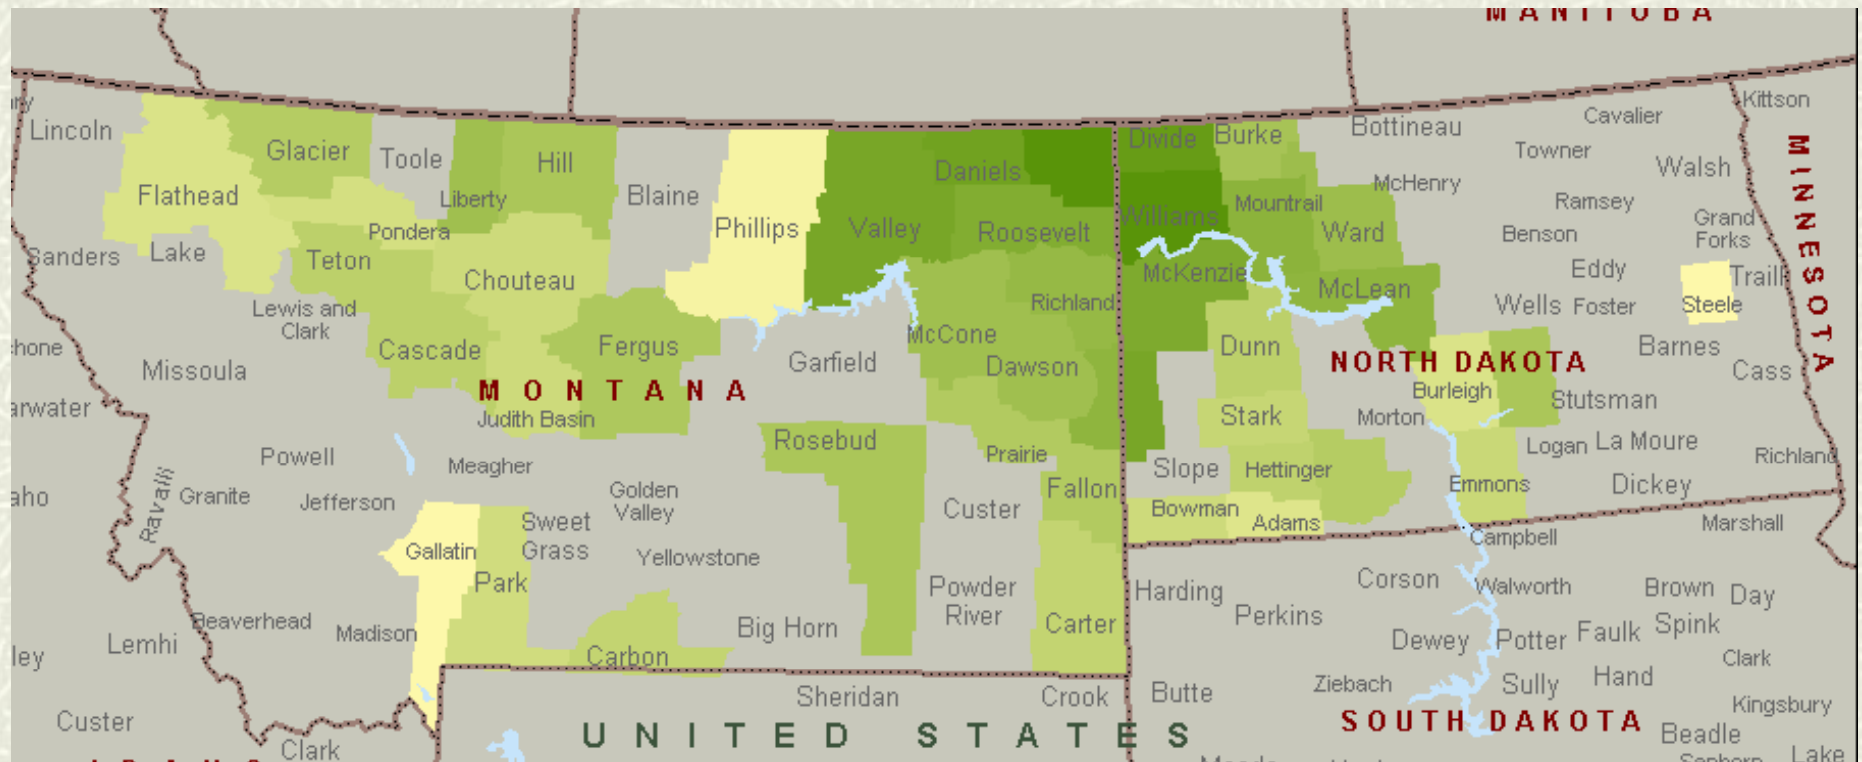 MANITOBA
Kittson
Cavalier
Lincoln
Bottineau
Divide
Burke
MINNESOTA
Towner
Glacier
Toole
Hill
Walsh
Daniels
McHenry
Flathead
Liberty
Blaine
Mountrail
Ramsey
Williams
Grand
Forks
Pondera
Phillips
Valley
Roosevelt
Ward
Benson
Sanders
Lake
Teton
Chouteau
McKenzie
McLean
Eddy
Traill
Lewis and
Clark
Richland
Wells
Foster
Steele
McCone
Cascade
Fergus
Garfield
Dawson
Dunn
NORTH DAKOTA
Barnes
Missoula
Cass
MONTANA
Burleigh
Stutsman
Judith Basin
Stark
Morton
Rosebud
Logan
La Moure
Powell
Meagher
Prairie
Slope
Hettinger
Richland
Ravalli
Granite
Jefferson
Golden
Valley
Fallon
Emmons
Dickey
Custer
Bowman
Adams
Sweet
Grass
Marshall
Gallatin
Yellowstone
Campbell
Park
Powder
River
Harding
Corson
Walworth
Brown
Day
Beaverhead
Madison
Big Horn
Carter
Perkins
Lemhi
Dewey
Potter
Faulk
Spink
Carbon
Clark
Sheridan
Crook
Butte
Ziebach
Sully
Hand
Custer
Kingsbury
UNITED STATES
SOUTH DAKOTA
Beadle
Clark
Lake